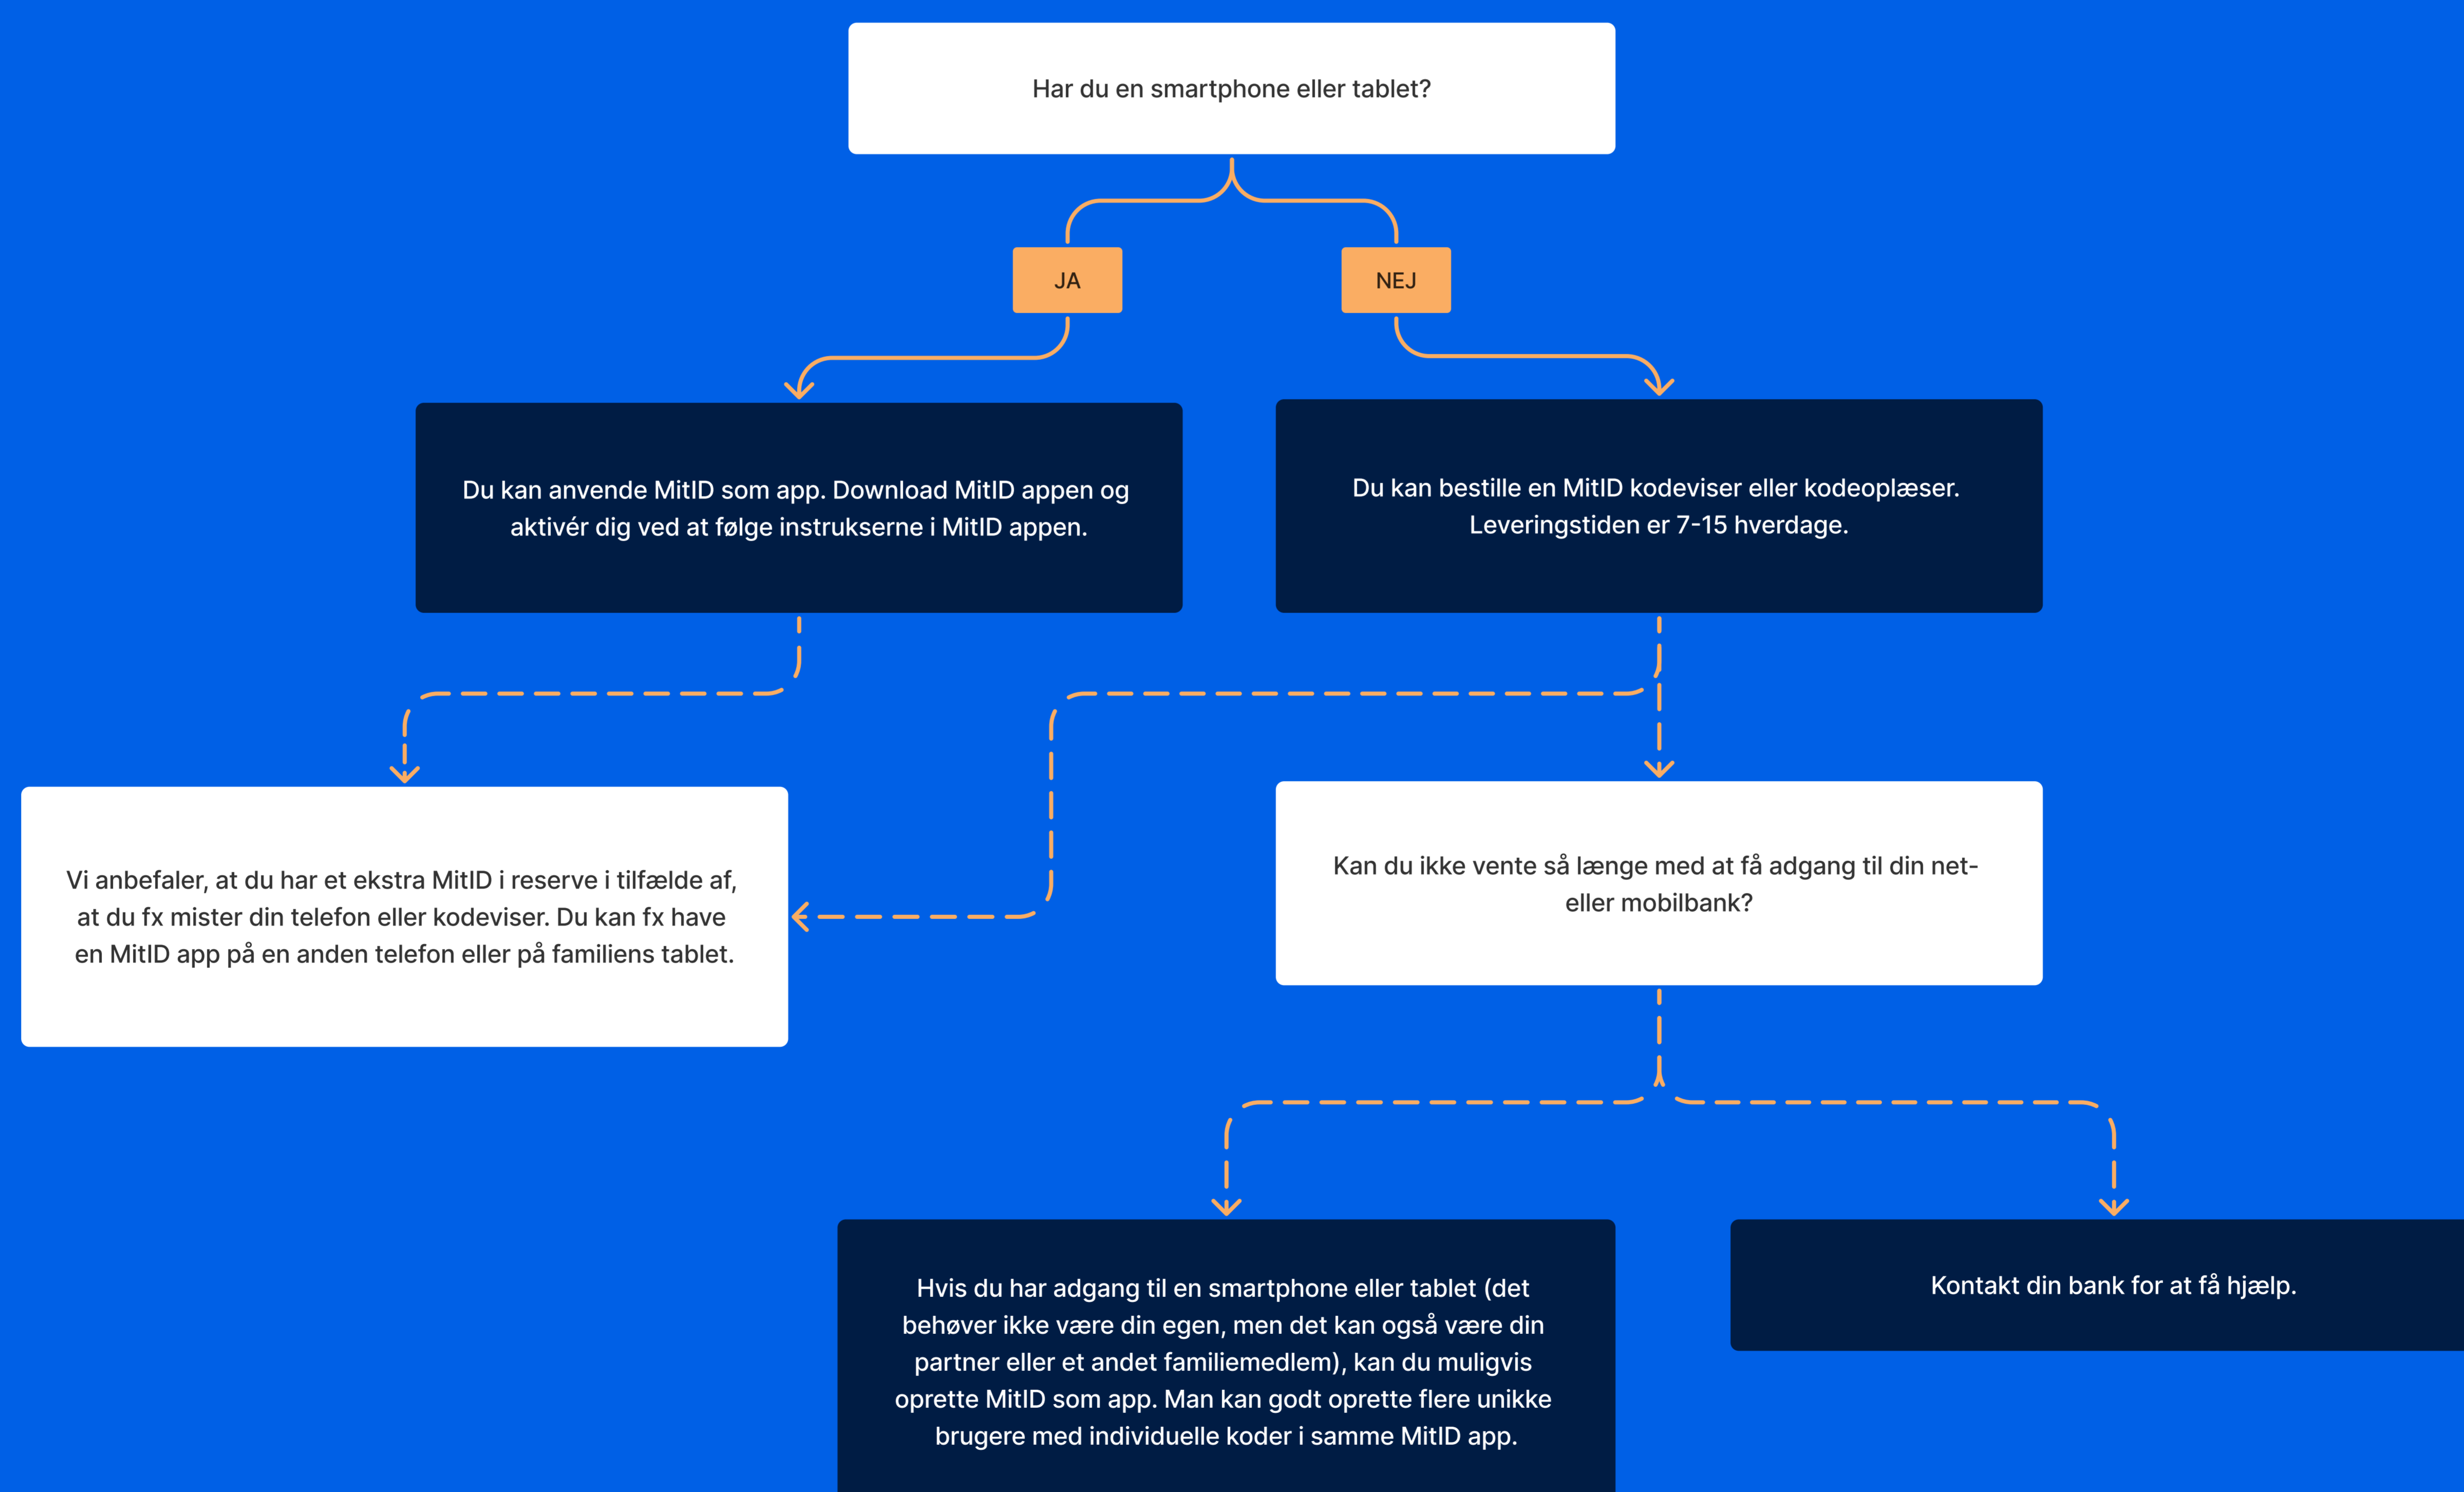 Har du en smartphone eller tablet?
JA
NEJ
Du kan anvende MitID som app. Download MitID appen og
aktivér dig ved at følge instrukserne i MitID appen.
Du kan bestille en MitID kodeviser eller kodeoplæser.
Leveringstiden er 7-15 hverdage.
Vi anbefaler, at du har et ekstra MitID i reserve i tilfælde af,
at du fx mister din telefon eller kodeviser. Du kan fx have
en MitID app på en anden telefon eller på familiens tablet.
Kan du ikke vente så længe med at få adgang til din net-
eller mobilbank?
Hvis du har adgang til en smartphone eller tablet (det
behøver ikke være din egen, men det kan også være din
partner eller et andet familiemedlem), kan du muligvis
oprette MitID som app. Man kan godt oprette flere unikke
brugere med individuelle koder i samme MitID app.
Kontakt din bank for at få hjælp.